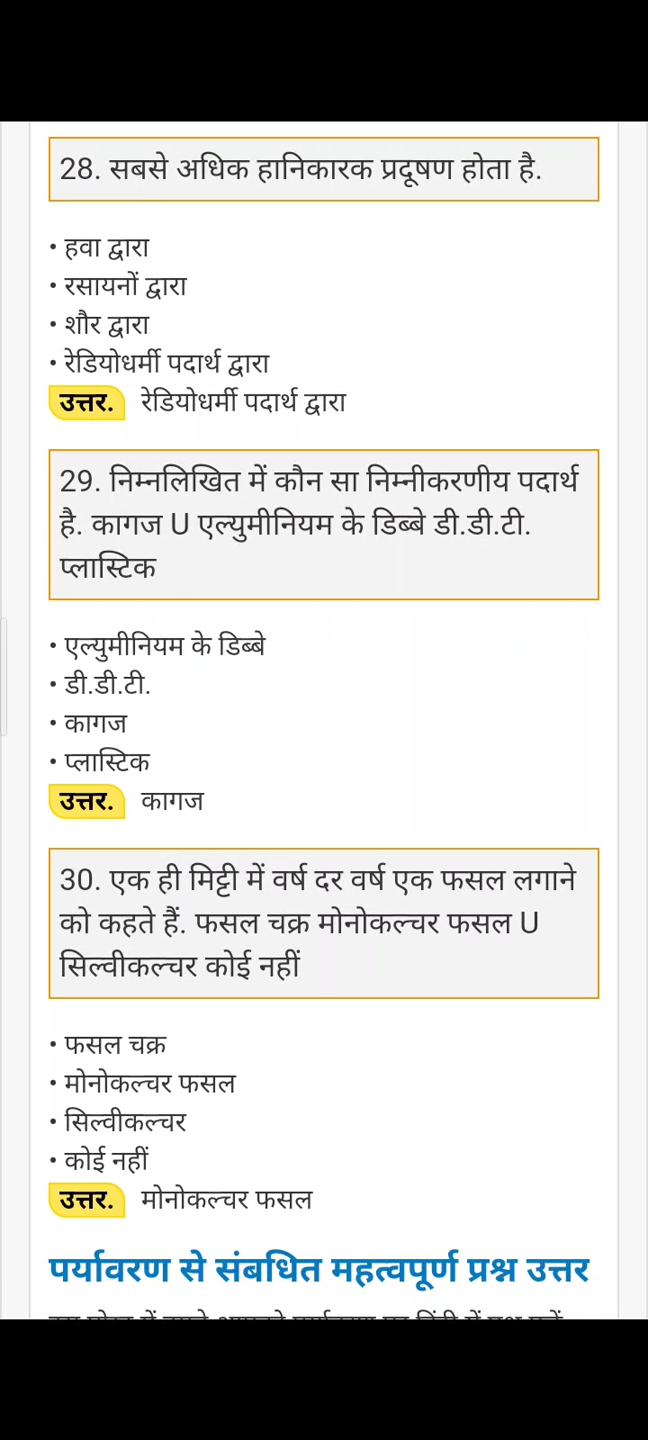 28. सबसे अधिक हानिकारक प्रदूषण होता है.
• हवा द्वारा
• रसायनों द्वारा
• शौर द्वारा
• रेडियोधर्मी पदार्थ द्वारा
उत्तर. रेडियोधर्मी पदार्थ द्वारा
29. निम्नलिखित में कौन सा निम्नीकरणीय पदार्थ
है. कागज U एल्युमीनियम के डिब्बे डी.डी.टी.
प्लास्टिक
• एल्युमीनियम के डिब्बे
• डी.डी.टी.
• कागज
• प्लास्टिक
उत्तर. कागज
30. एक ही मिट्टी में वर्ष दर वर्ष एक फसल लगाने
को कहते हैं. फसल चक्र मोनोकल्चर फसल U
सिल्वीकल्चर कोई नहीं
• फसल चक्र
• मोनोकल्चर फसल
• सिल्वीकल्चर
• कोई नहीं
उत्तर. मोनोकल्चर फसल
पर्यावरण से संबधित महत्वपूर्ण प्रश्न उत्तर